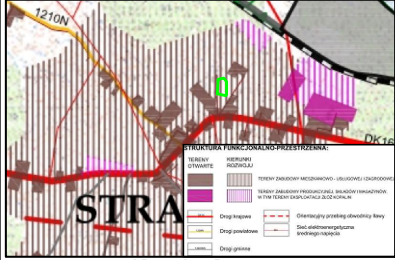 1210N
DK16
STRA
STRUKTURA FUNKCJONALNO-PRZESTRZENNA:
TERENY OTWARTE
KIERUNKI ROZWOJU
TERENY ZABUDOWY MIESZKANIOWO - USŁUGOWEJ I ZAGRODOWEJ
TERENY ZABUDOWY PRODUKCYJNEJ, SKŁADÓW I MAGAZYNÓW,
W TYM TERENY EKSPLOATACJI ZŁÓŻ KOPALIN
Drogi krajowe
Orientacyjny przebieg obwodnicy Iławy
Drogi powiatowe
Sieć elektroenergetyczna
średniego napięcia
Drogi gminne